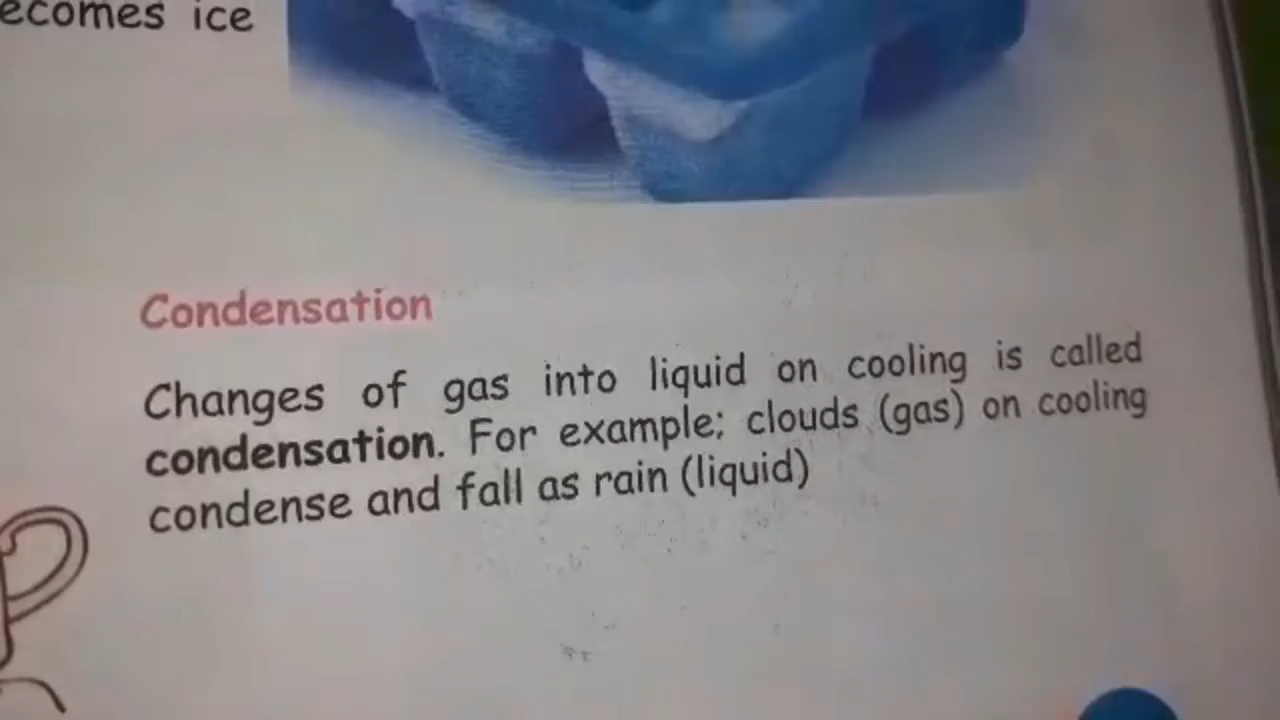 ecomes ice
Condensation
Changes of gas into liquid on cooling is called
condensation. For example; clouds (gas) on cooling
condense and fall as rain (liquid)